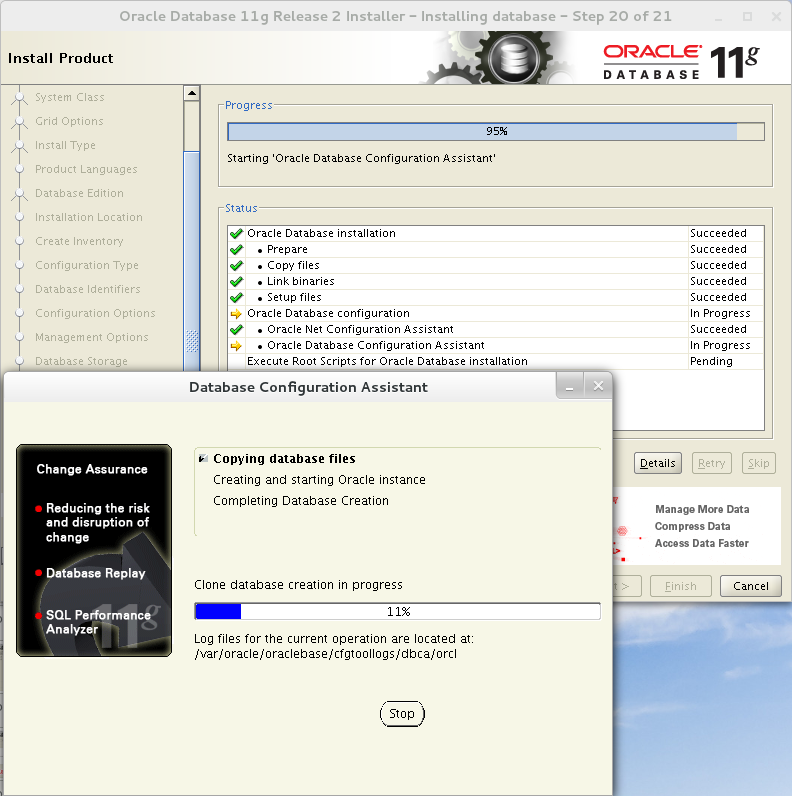 Oracle Database 11g Release 2 Installer - Installing database - Step 20 of 21
Install Product
ORACLE
DATABASE 11g
System Class
Grid Options
Install Type
Product Languages
Database Edition
Installation Location
Create Inventory
Configuration Type
Database Identifiers
Configuration Options
Management Options
Database Storage
Progress
95%
Starting 'Oracle Database Configuration Assistant'
Status
Oracle Database installation Succeeded
• Prepare Succeeded
• Copy files Succeeded
• Link binaries Succeeded
• Setup files Succeeded
Oracle Database configuration In Progress
• Oracle Net Configuration Assistant Succeeded
• Oracle Database Configuration Assistant In Progress
Execute Root Scripts for Oracle Database installation Pending
Details Retry Skip
Manage More Data
Compress Data
Access Data Faster
Finish Cancel
Database Configuration Assistant
Change Assurance
• Reducing the risk
and disruption of
change
• Database Replay
• SQL Performance
Analyzer
11g
Copying database files
Creating and starting Oracle instance
Completing Database Creation
Clone database creation in progress
11%
Log files for the current operation are located at:
/var/oracle/oraclebase/cfgtoollogs/dbca/orcl
Stop